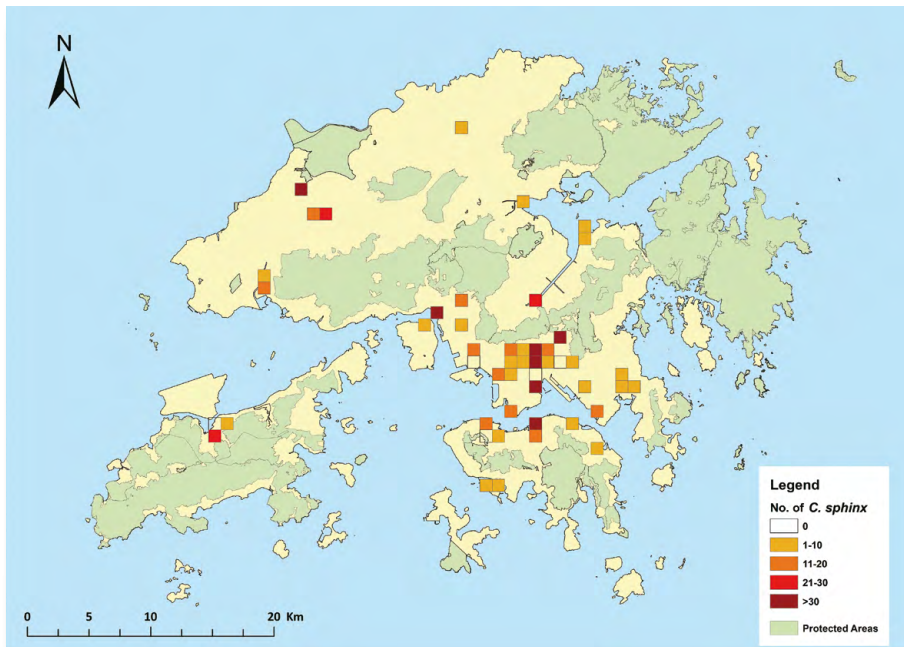 N
Legend
No. of C. sphinx
0
1-10
11-20
21-30
>30
Protected Areas
0 5 10 20 Km